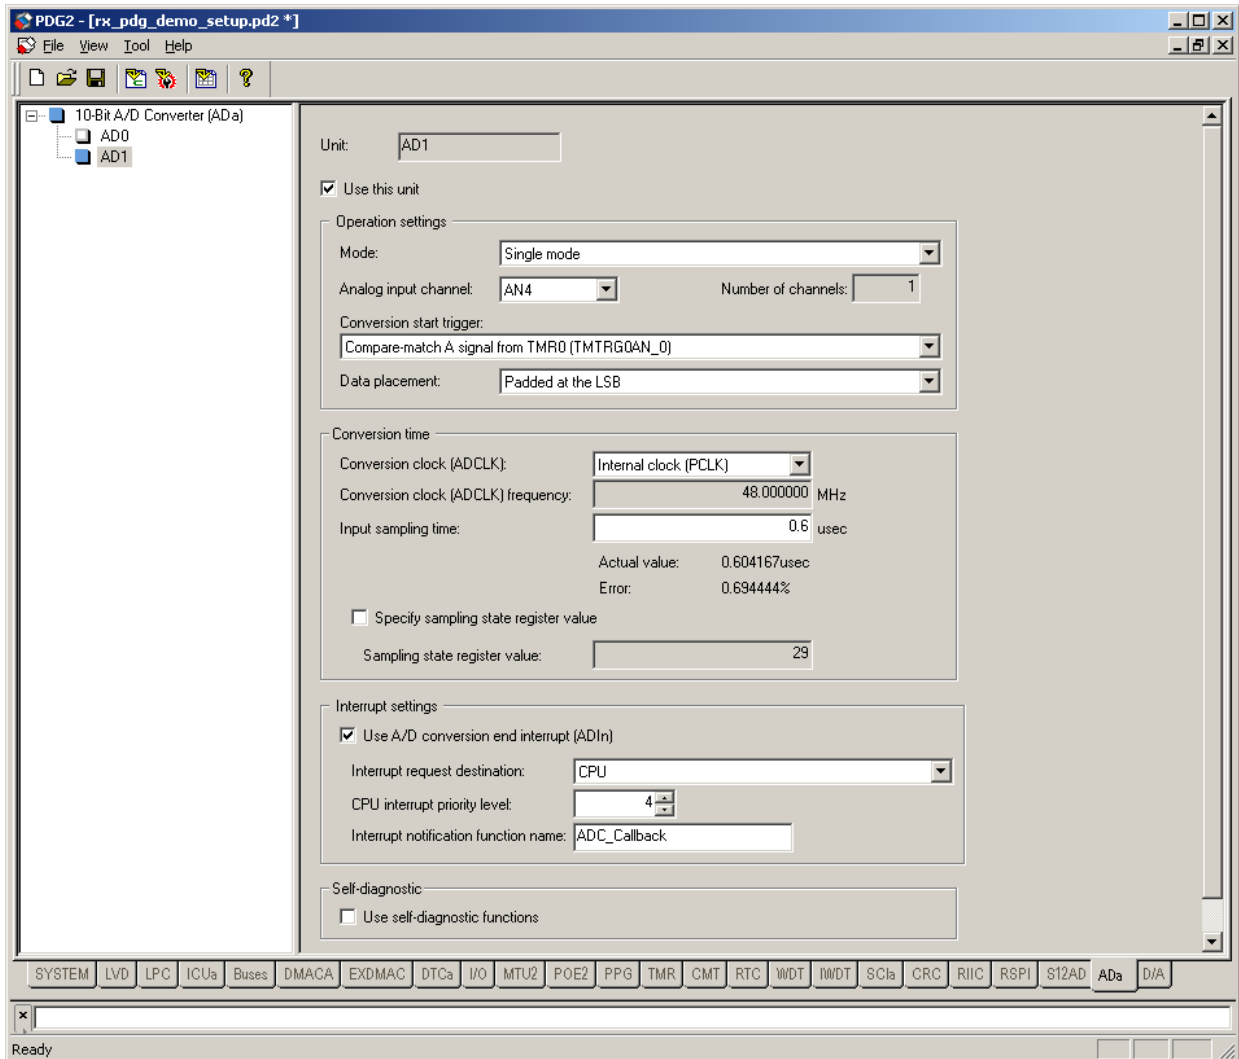 PDG2 - [rx_pdg_demo_setup.pd2 *]
File View Tool Help
10-Bit A/D Converter (ADa)
AD0
AD1
Unit: AD1
Use this unit
Operation settings
Mode: Single mode
Analog input channel: AN4 Number of channels: 1
Conversion start trigger:
Compare-match A signal from TMR0 (TMTRG0AN_0)
Data placement: Padded at the LSB
Conversion time
Conversion clock (ADCLK): Internal clock (PCLK)
Conversion clock (ADCLK) frequency: 48.000000 MHz
Input sampling time: 0.6 usec
Actual value: 0.604167usec
Error: 0.694444%
Specify sampling state register value
Sampling state register value: 29
Interrupt settings
Use A/D conversion end interrupt (ADIn)
Interrupt request destination: CPU
CPU interrupt priority level: 4
Interrupt notification function name: ADC_Callback
Self-diagnostic
Use self-diagnostic functions
SYSTEM LVD LPC ICUa Buses DMACA EXDMAC DTCa I/O MTU2 POE2 PPG TMR CMT RTC WDT IWDT SCIa CRC RIIC RSPI S12AD ADa D/A
Ready